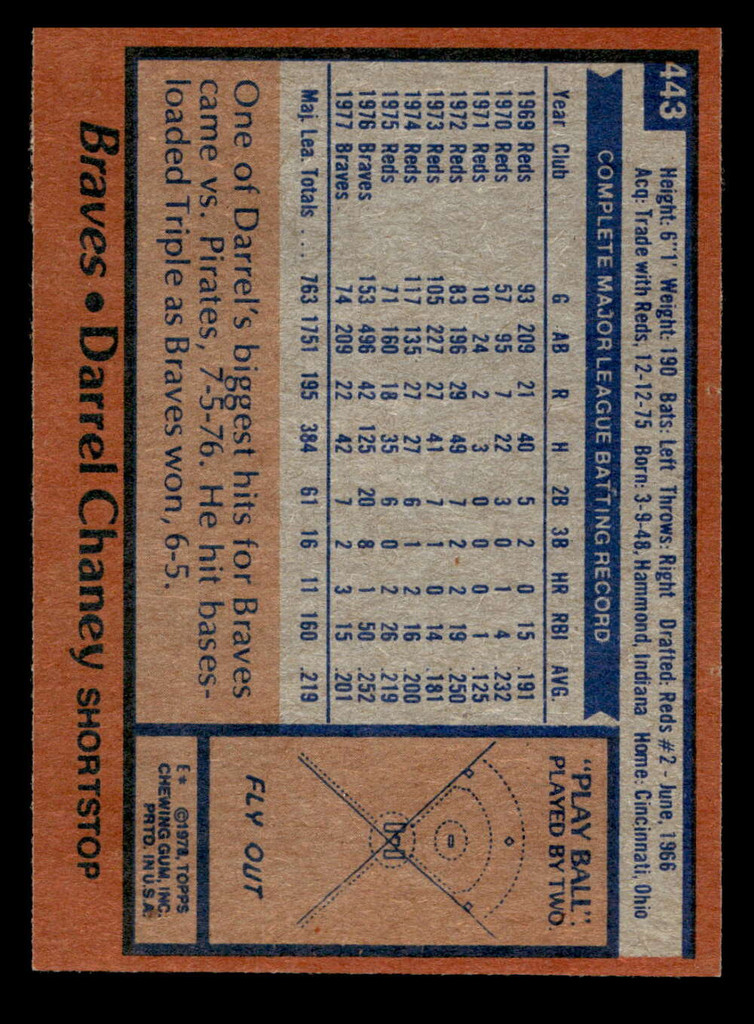 443
Height: 6"1' Weight: 190 Bats: Left Throws: Right Drafted: Reds #2 - June, 1966
Acq: Trade with Reds, 12-12-75 Born: 3-9-48, Hammond, Indiana Home: Cincinnati, Ohio
COMPLETE MAJOR LEAGUE BATTING RECORD
Year Club G AB R H 2B 3B HR RBI AVG.
1969 Reds 93 209 21 40 5 2 0 15 .191
1970 Reds 57 95 7 22 3 0 1 4 .232
1971 Reds 10 24 2 3 0 0 0 1 .125
1972 Reds 83 196 29 49 7 2 2 19 .250
1973 Reds 105 227 27 41 7 1 0 14 .181
1974 Reds 117 135 27 27 6 1 2 16 .200
1975 Reds 71 160 18 35 6 0 2 26 .219
1976 Braves 153 496 42 125 20 8 1 50 .252
1977 Braves 74 209 22 42 7 2 3 15 .201
Maj. Lea. Totals . . . 763 1751 195 384 61 16 11 160 .219
One of Darrel's biggest hits for Braves
came vs. Pirates, 7-5-76. He hit bases-
loaded Triple as Braves won, 6-5.
"PLAY BALL"
PLAYED BY TWO.
FLY OUT
E* ©1978, TOPPS
CHEWING GUM, INC.
PRTD. IN U.S.A.
Braves • Darrel Chaney SHORTSTOP